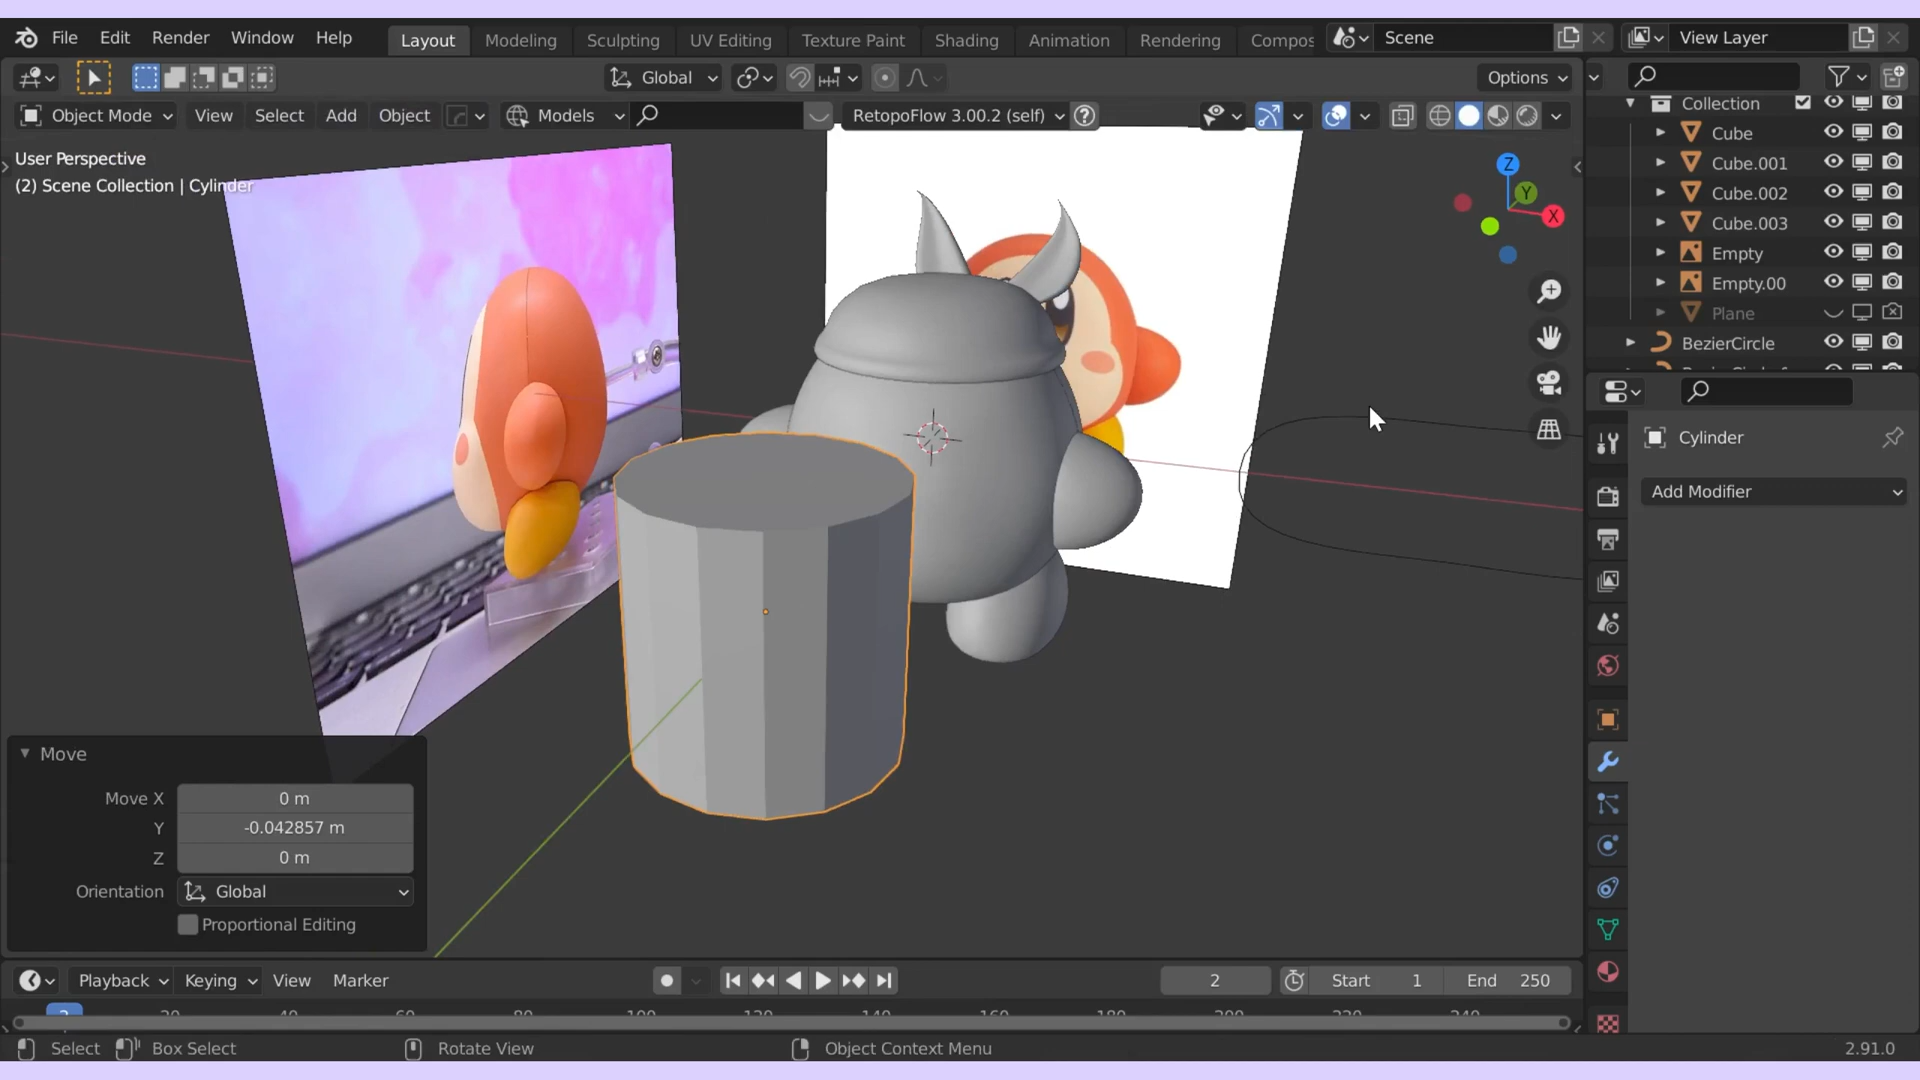 File Edit Render Window Help Layout Modeling Sculpting UV Editing Texture Paint Shading Animation Rendering Compos Scene View Layer
Global Options
Object Mode View Select Add Object Models RetopoFlow 3.00.2 (self)
User Perspective
(2) Scene Collection | Cylinder
Z
Y
X
Collection
Cube
Cube.001
Cube.002
Cube.003
Empty
Empty.00
Plane
BezierCircle
Cylinder
Add Modifier
Move
Move X 0 m
Y -0.042857 m
Z 0 m
Orientation Global
Proportional Editing
Playback Keying View Marker 2 Start 1 End 250
Select Box Select Rotate View Object Context Menu 2.91.0